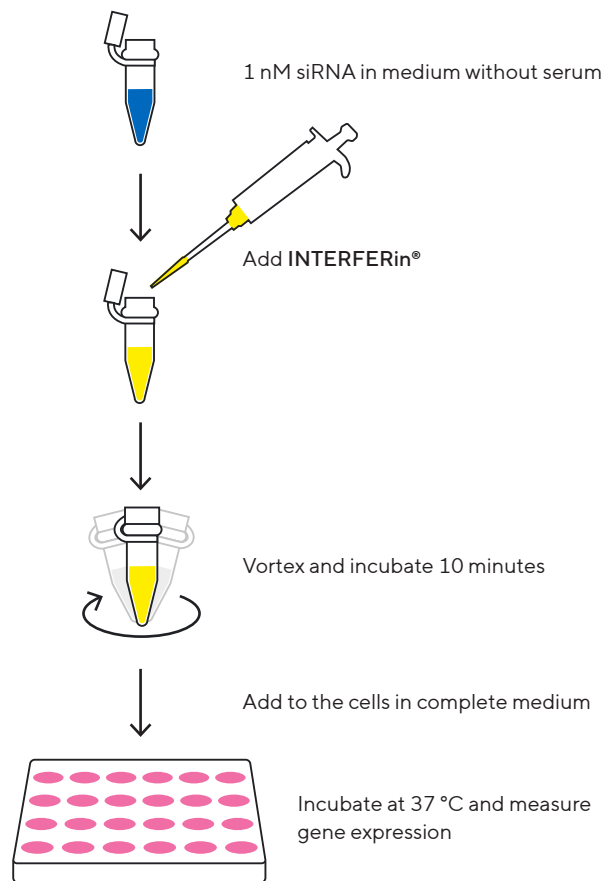 1 nM siRNA in medium without serum
Add INTERFERin®
Vortex and incubate 10 minutes
Add to the cells in complete medium
Incubate at 37 °C and measure
gene expression